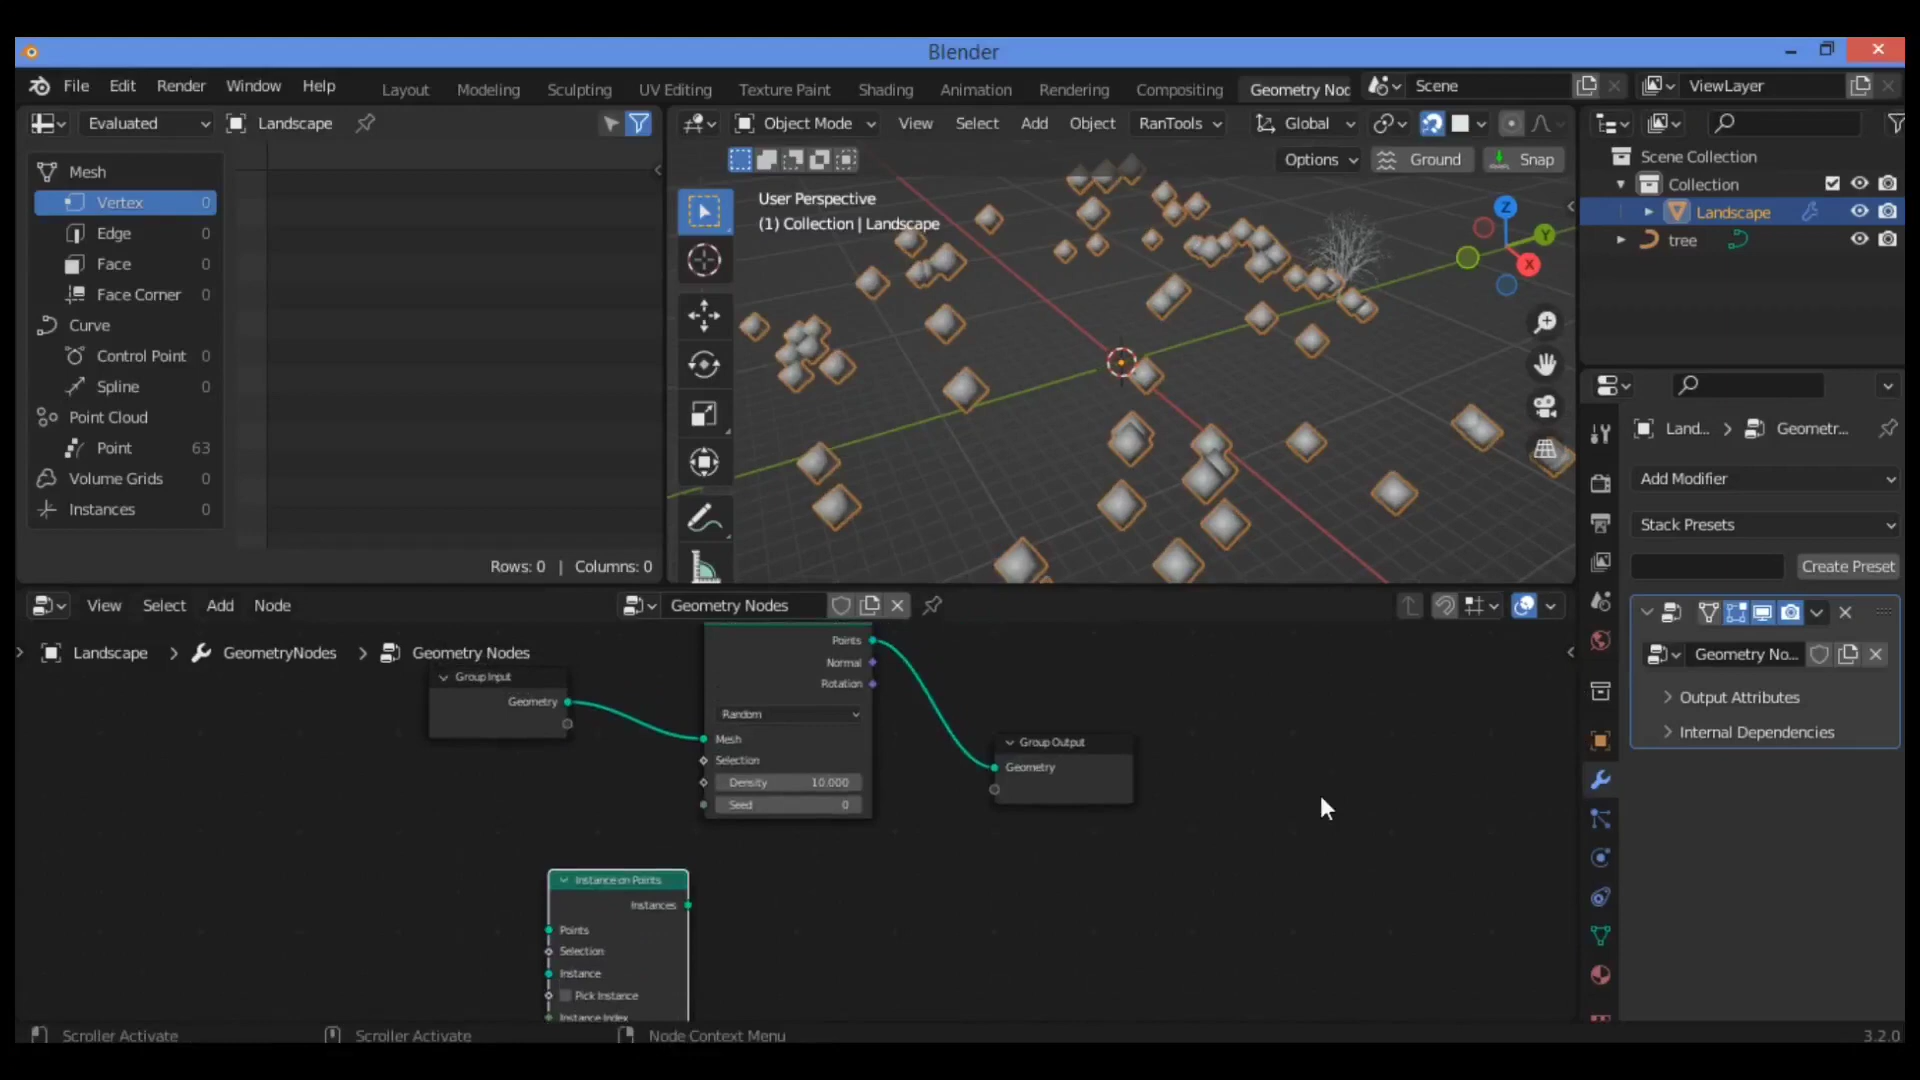 Blender
File Edit Render Window Help
Layout Modeling Sculpting UV Editing Texture Paint Shading Animation Rendering Compositing Geometry Noc
Scene
ViewLayer
Evaluated
Landscape
Object Mode View Select Add Object RanTools Global
Options Ground Snap
Mesh
Vertex 0
Edge 0
Face 0
Face Corner 0
Curve
Control Point 0
Spline 0
Point Cloud
Point 63
Volume Grids 0
Instances 0
Rows: 0 | Columns: 0
User Perspective
(1) Collection | Landscape
Z
Y
X
Scene Collection
Collection
Landscape
tree
Land... > Geometr...
Add Modifier
Stack Presets
Create Preset
Geometry No...
Output Attributes
Internal Dependencies
View Select Add Node
Geometry Nodes
Landscape > GeometryNodes > Geometry Nodes
Group Input
Geometry
Points
Normal
Rotation
Random
Mesh
Selection
Density 10.000
Seed 0
Group Output
Geometry
Instance on Points
Instances
Points
Selection
Instance
Pick Instance
Instance Index
Scroller Activate
Scroller Activate
Node Context Menu
3.2.0